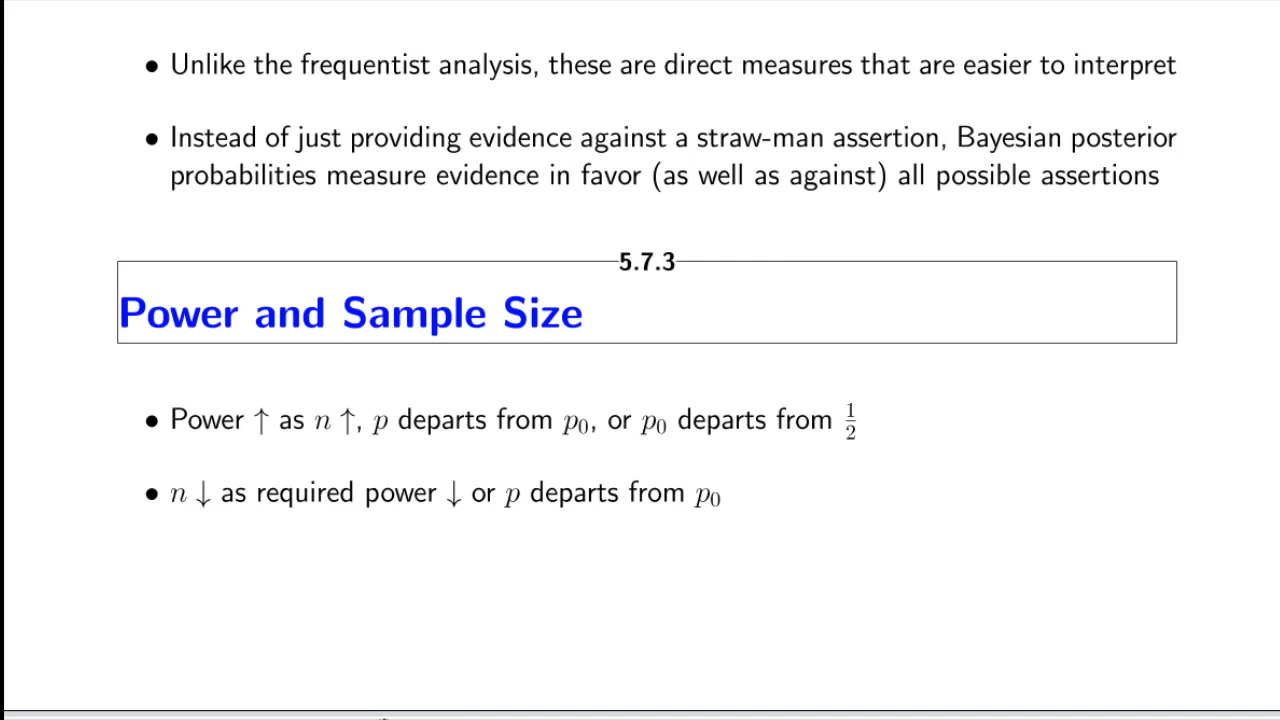 • Unlike the frequentist analysis, these are direct measures that are easier to interpret
• Instead of just providing evidence against a straw-man assertion, Bayesian posterior
probabilities measure evidence in favor (as well as against) all possible assertions
5.7.3
Power and Sample Size
• Power ↑ as n ↑, p departs from p₀, or p₀ departs from ½
• n ↓ as required power ↓ or p departs from p₀